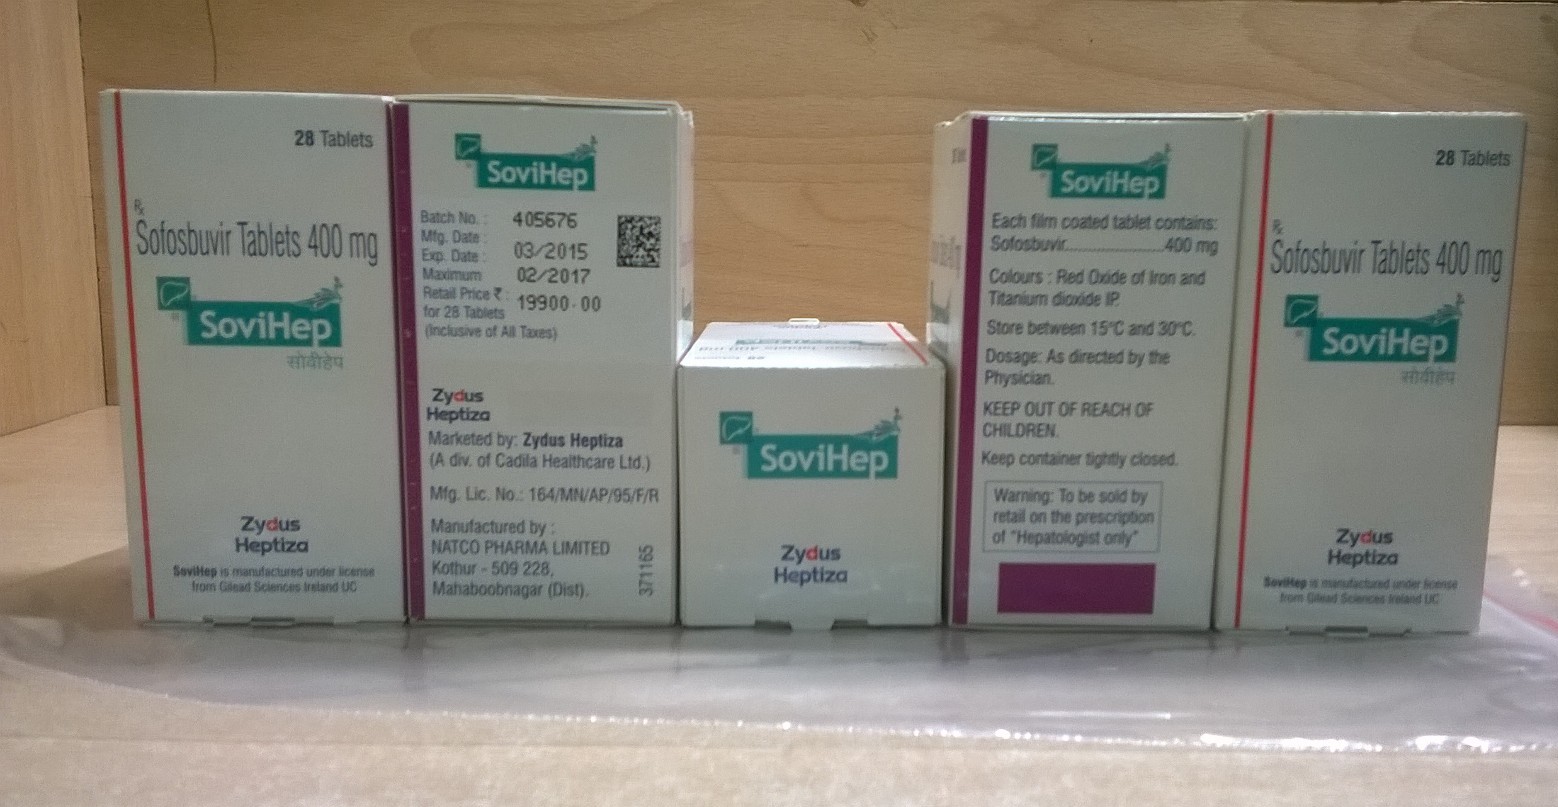 28 Tablets
Rx
Sofosbuvir Tablets 400 mg
SoviHep
सोवीहेप
Zydus
Heptiza
SoviHep is manufactured under license
from Gilead Sciences Ireland UC
SoviHep
Batch No. : 405676
Mfg. Date :
Exp. Date : 03/2015
Maximum 02/2017
Retail Price ₹ : 19900.00
for 28 Tablets
(Inclusive of All Taxes)
Zydus
Heptiza
Marketed by: Zydus Heptiza
(A div. of Cadila Healthcare Ltd.)
Mfg. Lic. No.: 164/MN/AP/95/F/R
Manufactured by :
NATCO PHARMA LIMITED
Kothur - 509 228,
Mahaboobnagar (Dist).
371165
SoviHep
Zydus
Heptiza
SoviHep
Each film coated tablet contains:
Sofosbuvir..........................400 mg
Colours : Red Oxide of Iron and
Titanium dioxide IP.
Store between 15°C and 30°C.
Dosage: As directed by the
Physician.
KEEP OUT OF REACH OF
CHILDREN.
Keep container tightly closed.
Warning: To be sold by
retail on the prescription
of "Hepatologist only"
28 Tablets
Rx
Sofosbuvir Tablets 400 mg
SoviHep
सोवीहेप
Zydus
Heptiza
SoviHep is manufactured under license
from Gilead Sciences Ireland UC